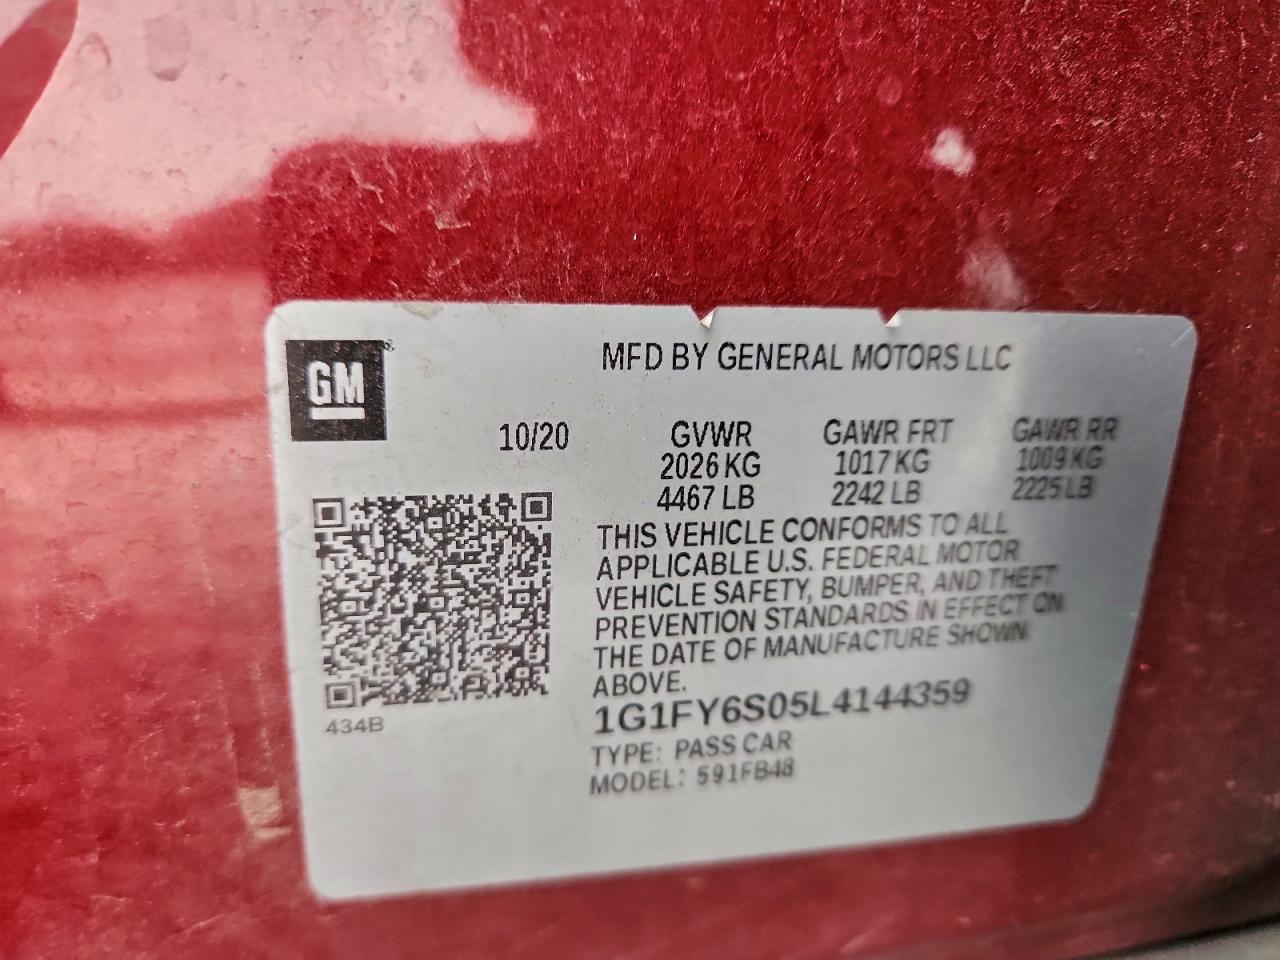 GM
MFD BY GENERAL MOTORS LLC
10/20 GVWR GAWR FRT GAWR RR
2026 KG 1017 KG 1009 KG
4467 LB 2242 LB 2225 LB
THIS VEHICLE CONFORMS TO ALL
APPLICABLE U.S. FEDERAL MOTOR
VEHICLE SAFETY, BUMPER, AND THEFT
PREVENTION STANDARDS IN EFFECT ON
THE DATE OF MANUFACTURE SHOWN
ABOVE.
1G1FY6S05L4144359
434B
TYPE: PASS CAR
MODEL: 591FB48